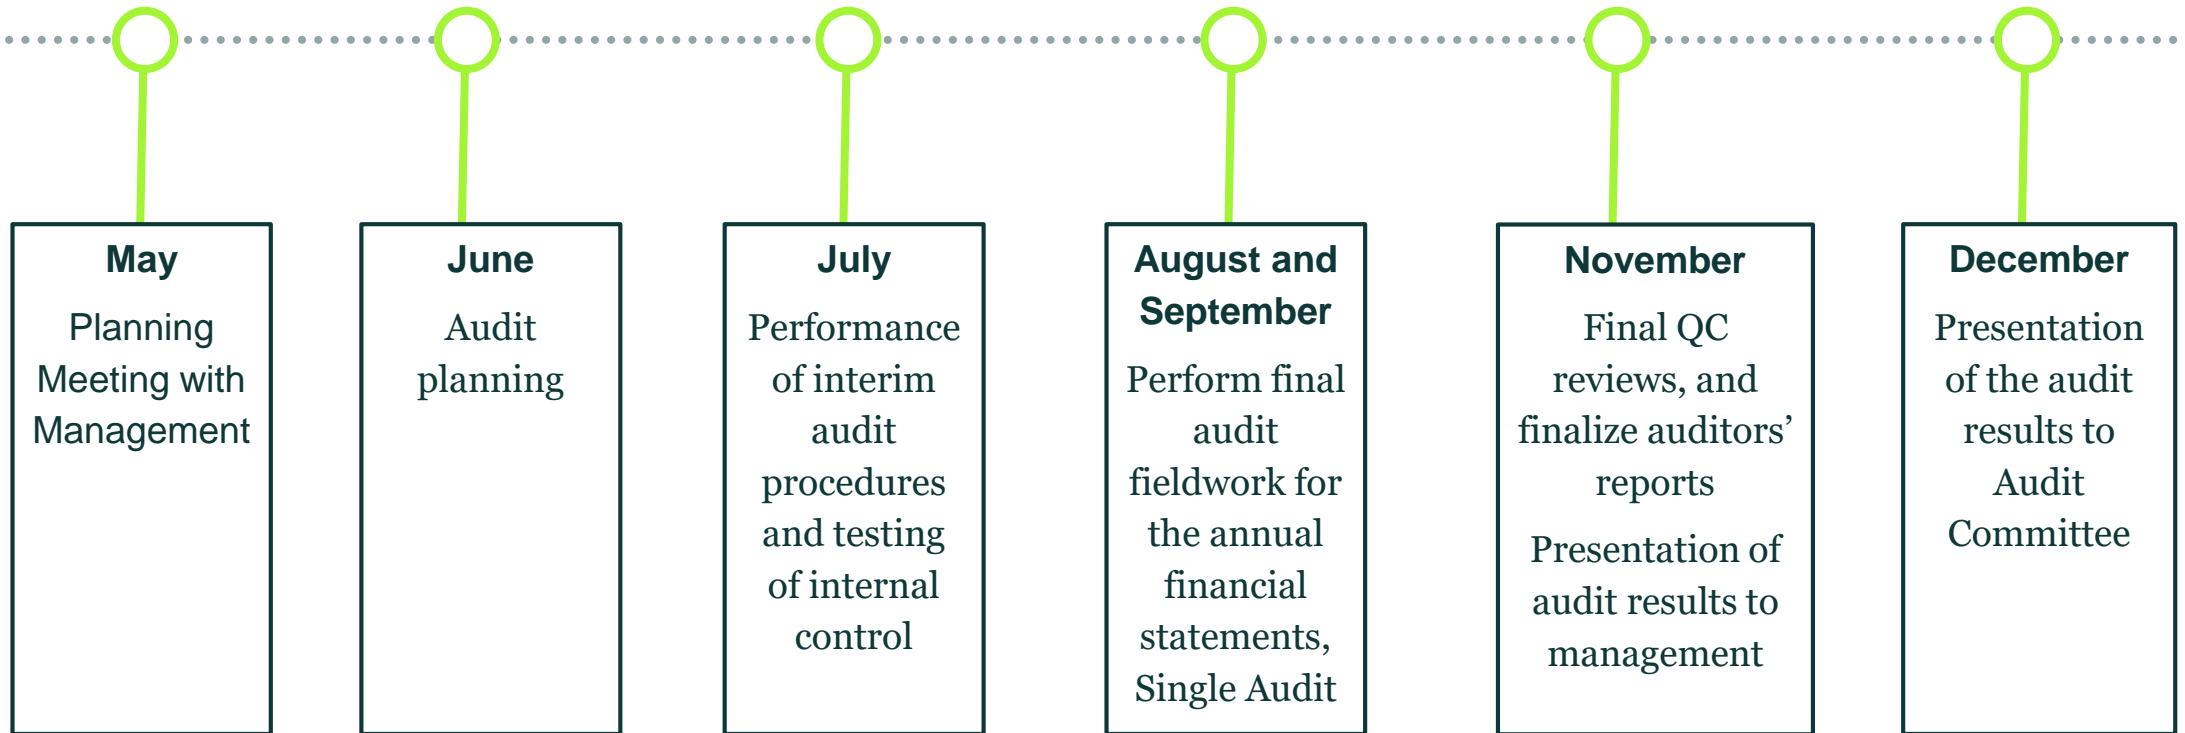 May
Planning
Meeting with
Management
June
Audit
planning
July
Performance
of interim
audit
procedures
and testing
of internal
control
August and
September
Perform final
audit
fieldwork for
the annual
financial
statements,
Single Audit
November
Final QC
reviews, and
finalize auditors’
reports
Presentation of
audit results to
management
December
Presentation
of the audit
results to
Audit
Committee